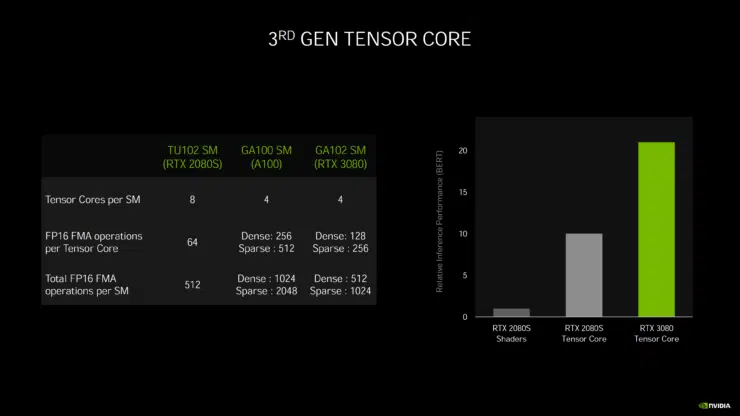 3RD GEN TENSOR CORE
TU102 SM GA100 SM GA102 SM
(RTX 2080S) (A100) (RTX 3080)
Tensor Cores per SM 8 4 4
FP16 FMA operations per Tensor Core 64 Dense: 256 Dense: 128
Sparse : 512 Sparse : 256
Total FP16 FMA operations per SM 512 Dense : 1024 Dense : 512
Sparse : 2048 Sparse : 1024
Relative Inference Performance (BERT)
20
15
10
5
0
RTX 2080S Shaders
RTX 2080S Tensor Core
RTX 3080 Tensor Core
NVIDIA